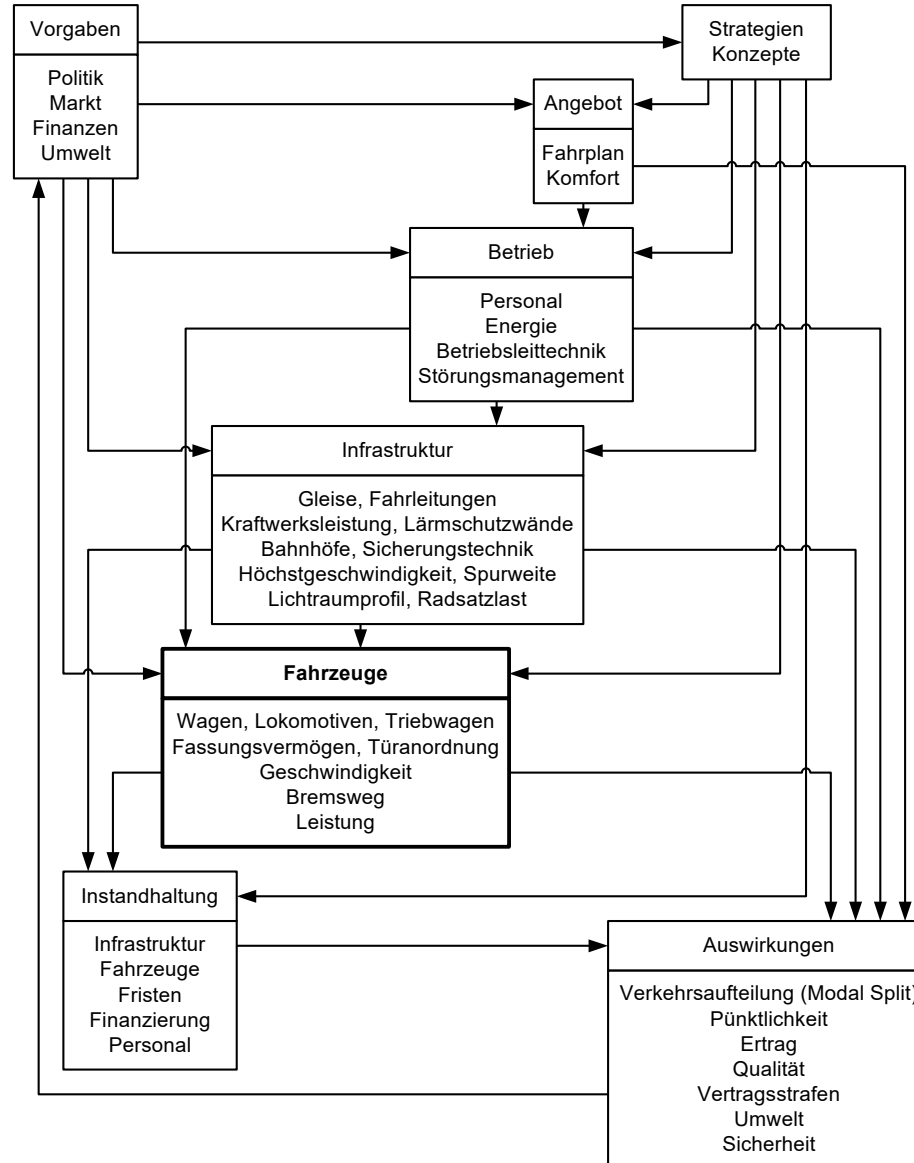 Vorgaben
Politik
Markt
Finanzen
Umwelt
Strategien
Konzepte
Angebot
Fahrplan
Komfort
Betrieb
Personal
Energie
Betriebsleittechnik
Störungsmanagement
Infrastruktur
Gleise, Fahrleitungen
Kraftwerksleistung, Lärmschutzwände
Bahnhöfe, Sicherungstechnik
Höchstgeschwindigkeit, Spurweite
Lichtraumprofil, Radsatzlast
Fahrzeuge
Wagen, Lokomotiven, Triebwagen
Fassungsvermögen, Türanordnung
Geschwindigkeit
Bremsweg
Leistung
Instandhaltung
Infrastruktur
Fahrzeuge
Fristen
Finanzierung
Personal
Auswirkungen
Verkehrsaufteilung (Modal Split)
Pünktlichkeit
Ertrag
Qualität
Vertragsstrafen
Umwelt
Sicherheit